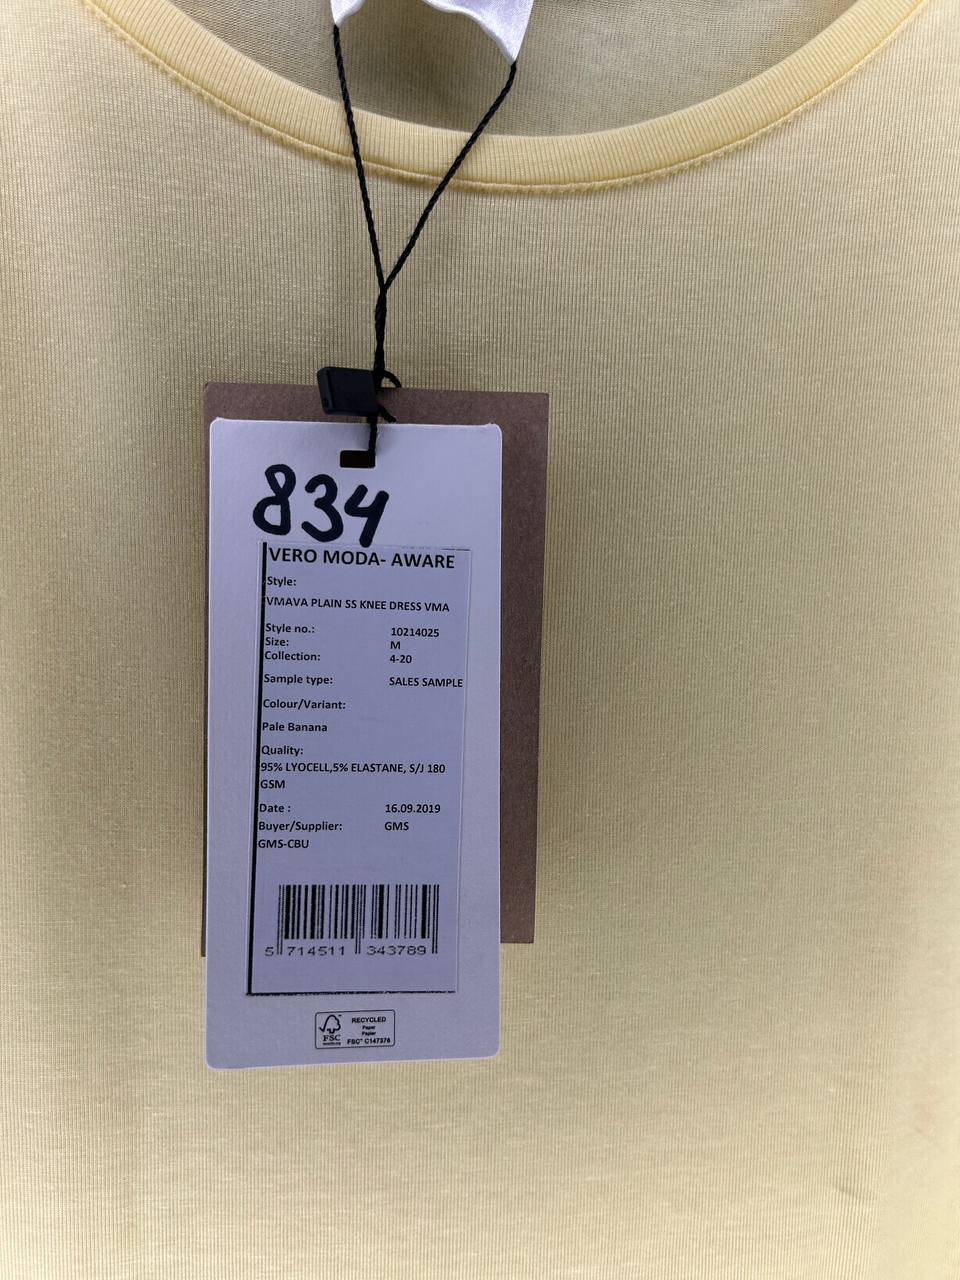 834
VERO MODA- AWARE
Style:
VMAVA PLAIN SS KNEE DRESS VMA
Style no.: 10214025
Size: M
Collection: 4-20
Sample type: SALES SAMPLE
Colour/Variant:
Pale Banana
Quality:
95% LYOCELL,5% ELASTANE, S/J 180
GSM
Date : 16.09.2019
Buyer/Supplier: GMS
GMS-CBU
5 714511 343789
RECYCLED
Paper
Papier
FSC® C147376
FSC